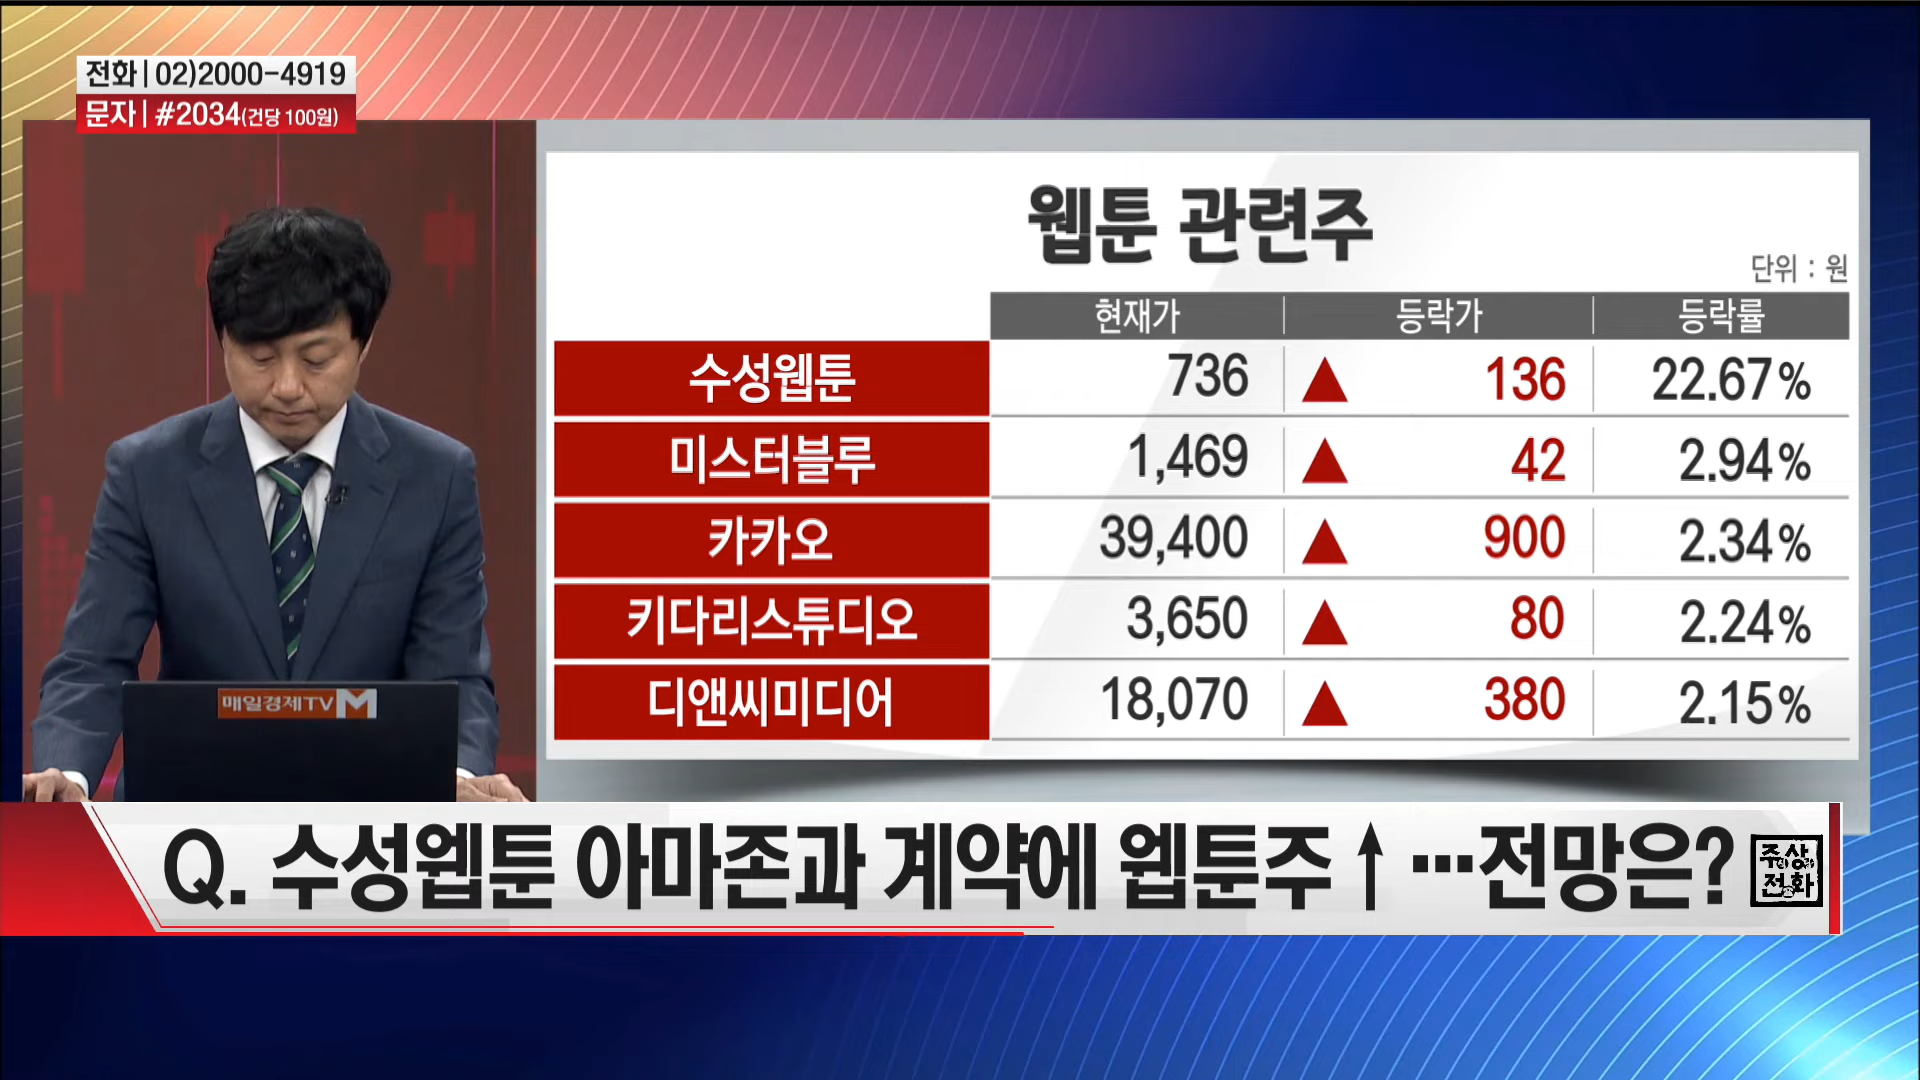 전화 | 02)2000-4919
문자 | #2034(건당 100원)
웹툰 관련주
단위 : 원
현재가 등락가 등락률
수성웹툰 736 ▲ 136 22.67%
미스터블루 1,469 ▲ 42 2.94%
카카오 39,400 ▲ 900 2.34%
키다리스튜디오 3,650 ▲ 80 2.24%
디앤씨미디어 18,070 ▲ 380 2.15%
매일경제TV M
Q. 수성웹툰 아마존과 계약에 웹툰주↑…전망은?
주상
전화